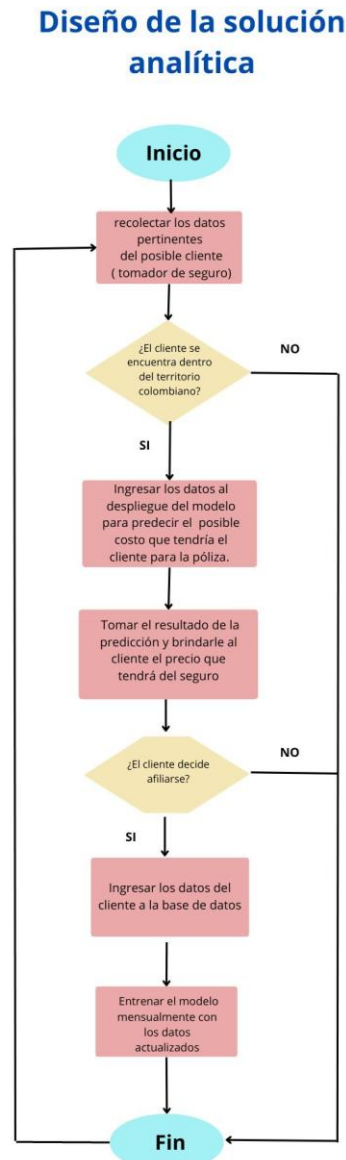 Diseño de la solución
analítica
Inicio
recolectar los datos
pertinentes
del posible cliente
( tomador de seguro)
¿El cliente se
encuentra dentro
del territorio
colombiano?
NO
SI
Ingresar los datos al
despliegue del modelo
para predecir el posible
costo que tendría el
cliente para la póliza.
Tomar el resultado de la
predicción y brindarle al
cliente el precio que
tendrá del seguro
¿El cliente decide
afiliarse?
NO
SI
Ingresar los datos del
cliente a la base de datos
Entrenar el modelo
mensualmente con
los datos
actualizados
Fin